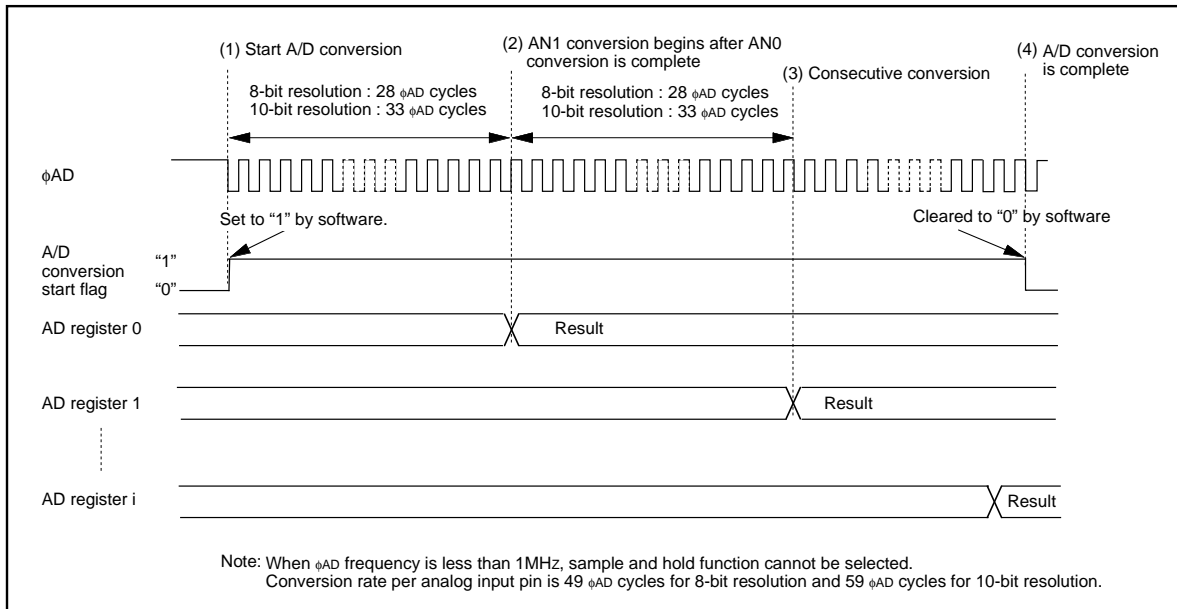 (1) Start A/D conversion
(2) AN1 conversion begins after AN0
conversion is complete
(3) Consecutive conversion
(4) A/D conversion
is complete
8-bit resolution : 28 φAD cycles
10-bit resolution : 33 φAD cycles
8-bit resolution : 28 φAD cycles
10-bit resolution : 33 φAD cycles
φAD
Set to “1” by software.
Cleared to “0” by software
A/D
conversion
start flag
“1”
“0”
AD register 0
Result
AD register 1
Result
AD register i
Result
Note: When φAD frequency is less than 1MHz, sample and hold function cannot be selected.
Conversion rate per analog input pin is 49 φAD cycles for 8-bit resolution and 59 φAD cycles for 10-bit resolution.